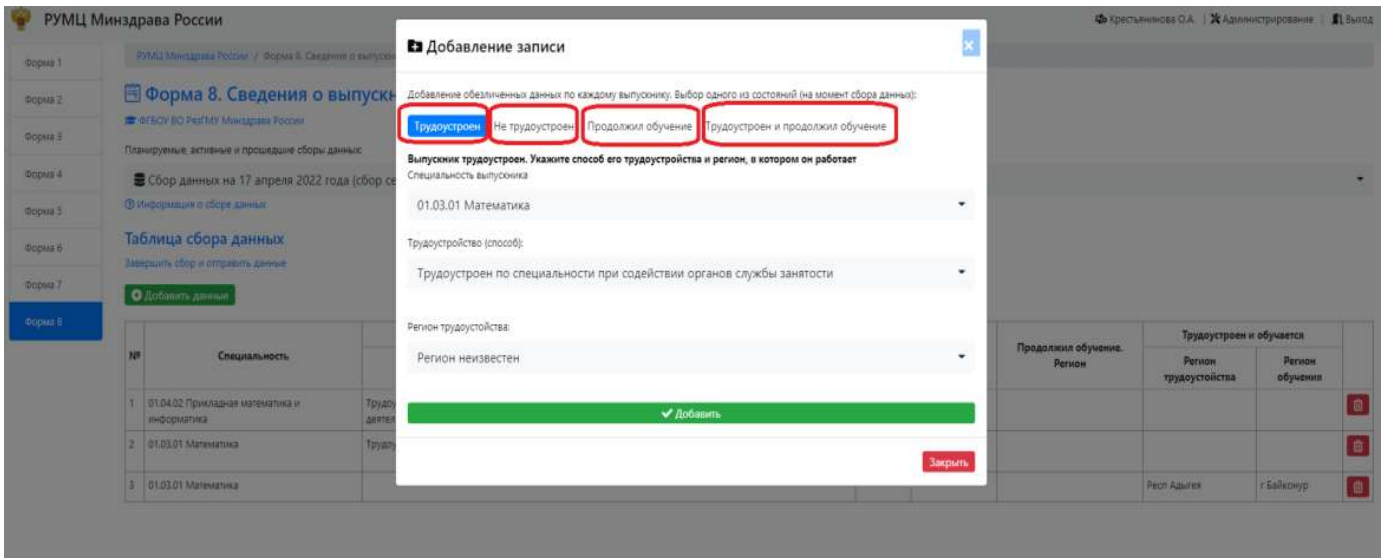 РУМЦ Минздрава России
Крестьянинова О.А. | Администрирование | Выход
Форма 1
Форма 2
Форма 3
Форма 4
Форма 5
Форма 6
Форма 7
Форма 8
РУМЦ Минздрава России / Форма 8. Сведения о выпускн
Форма 8. Сведения о выпускн
ФГБОУ ВО РязГМУ Минздрава России
Планируемые, активные и прошедшие сборы данных:
Сбор данных на 17 апреля 2022 года (сбор се
Информация о сборе данных
Таблица сбора данных
Завершить сбор и отправить данные
Добавить данные
Добавление записи
×
Добавление обезличенных данных по каждому выпускнику. Выбор одного из состояний (на момент сбора данных):
Трудоустроен Не трудоустроен Продолжил обучение Трудоустроен и продолжил обучение
Выпускник трудоустроен. Укажите способ его трудоустройства и регион, в котором он работает
Специальность выпускника
01.03.01 Математика
Трудоустройство (способ):
Трудоустроен по специальности при содействии органов службы занятости
Регион трудоустойства:
Регион неизвестен
Добавить
Закрыть
№ Специальность
Продолжил обучение. Регион
Трудоустроен и обучается
Регион трудоустойства
Регион обучения
1 01.04.02 Прикладная математика и информатика
Трудоу
деятел
2 01.03.01 Математика Трудоу
3 01.03.01 Математика Респ Адыгея г Байконур